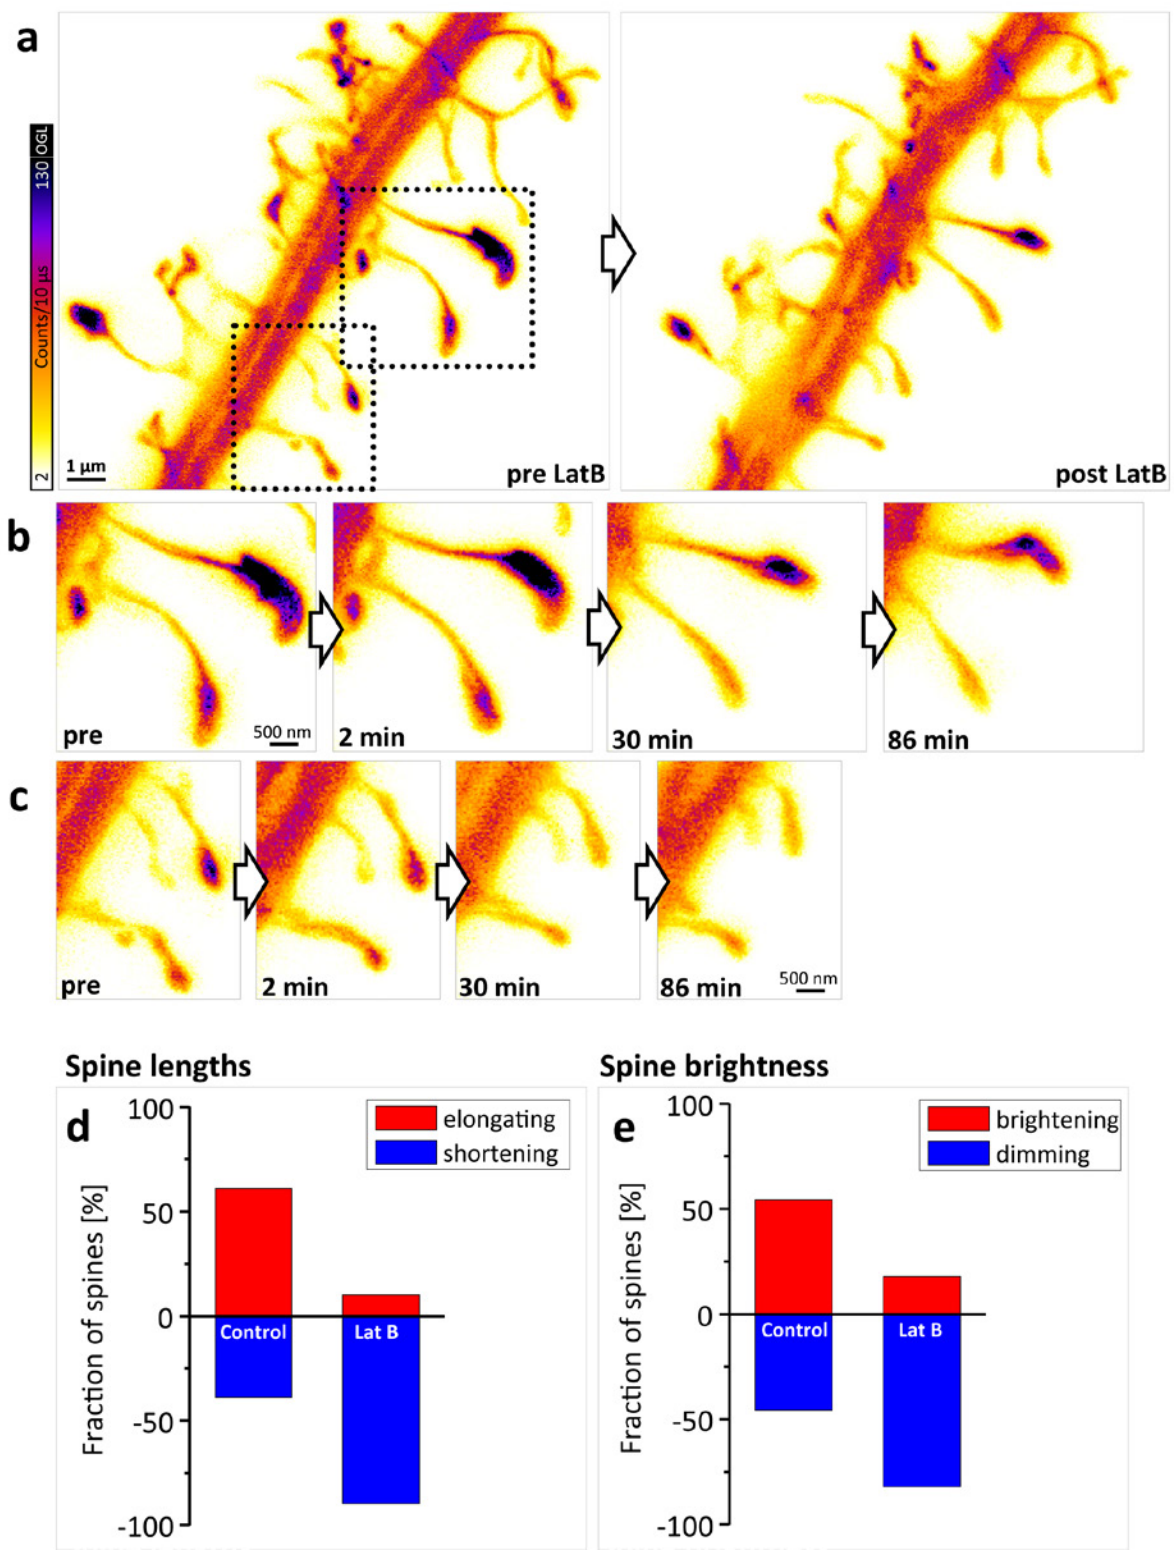 a
2 Counts/10 µs 130 OGL
1 µm
pre LatB
post LatB
b
pre
500 nm
2 min
30 min
86 min
c
pre
2 min
30 min
86 min
500 nm
Spine lengths
Spine brightness
d
elongating
shortening
Fraction of spines [%]
100
50
0
-50
-100
Control
Lat B
e
brightening
dimming
Fraction of spines [%]
100
50
0
-50
-100
Control
Lat B